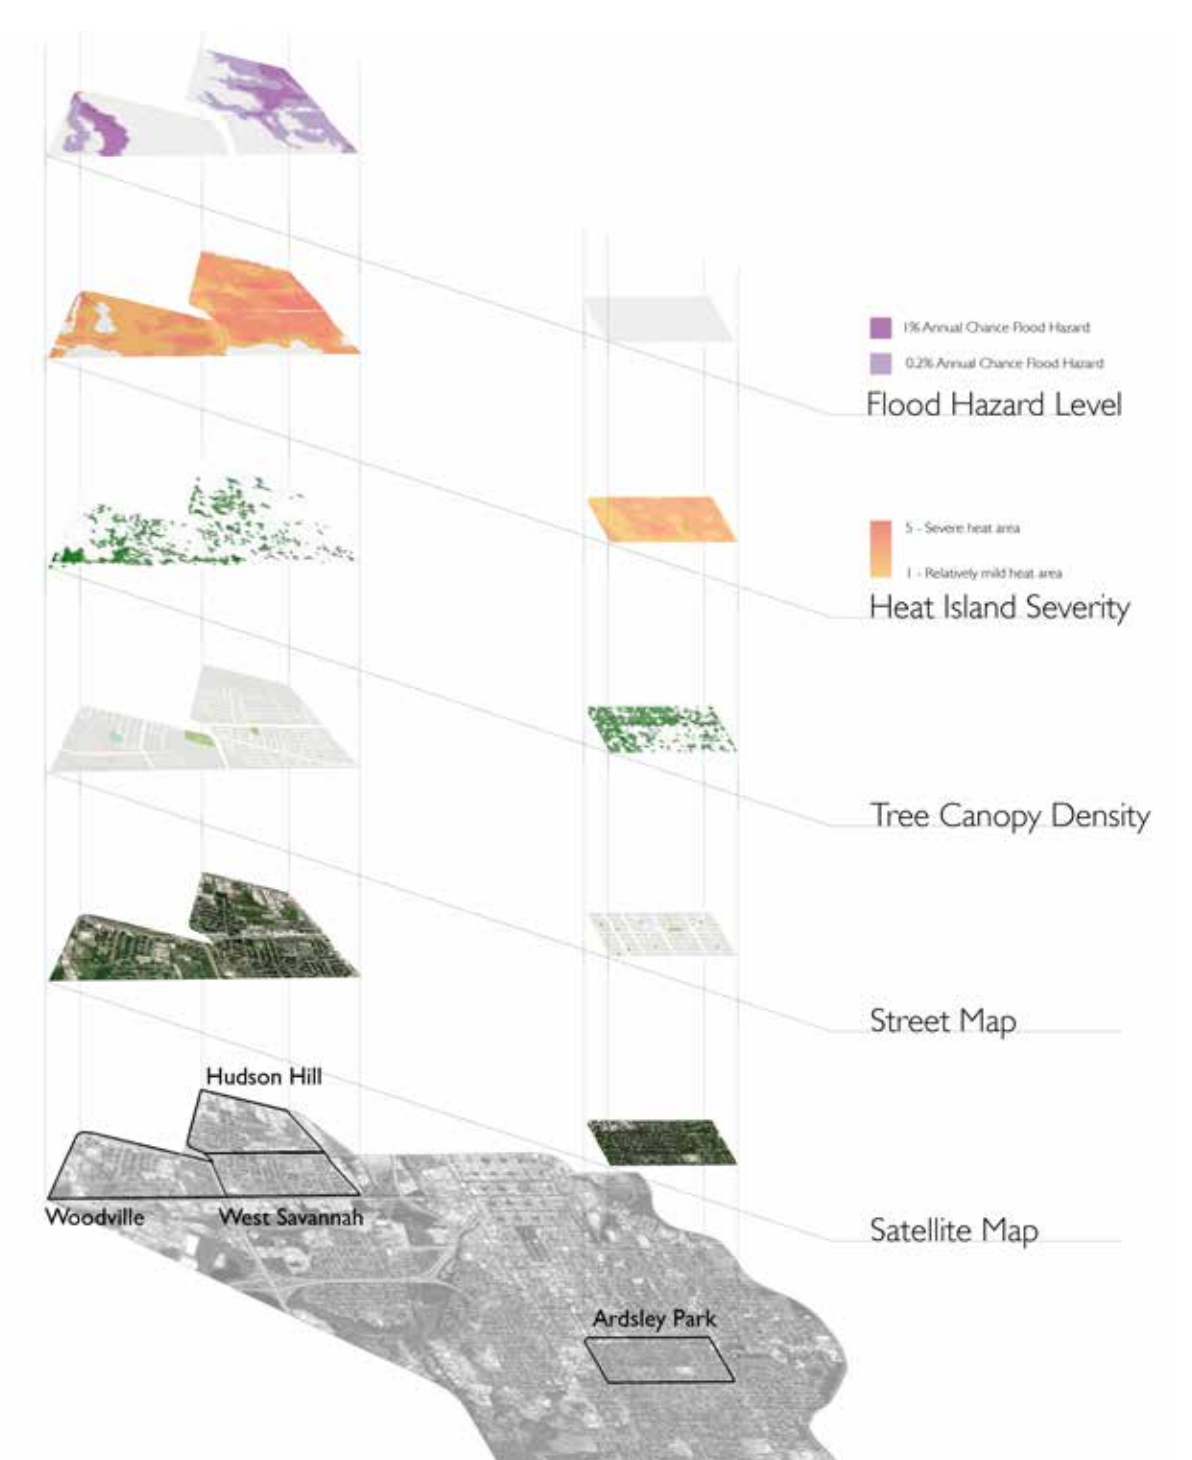 1% Annual Chance Flood Hazard
0.2% Annual Chance Flood Hazard
Flood Hazard Level
5 - Severe heat area
1 - Relatively mild heat area
Heat Island Severity
Tree Canopy Density
Street Map
Hudson Hill
Woodville
West Savannah
Satellite Map
Ardsley Park